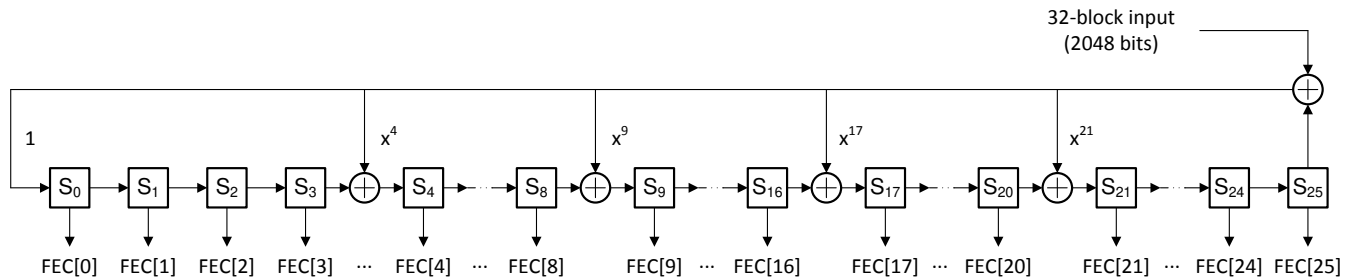 32-block input
(2048 bits)
1 x⁴ x⁹ x¹⁷ x²¹
S₀ S₁ S₂ S₃ S₄ S₈ S₉ S₁₆ S₁₇ S₂₀ S₂₁ S₂₄ S₂₅
FEC[0] FEC[1] FEC[2] FEC[3] ... FEC[4] ... FEC[8] FEC[9] ... FEC[16] FEC[17] ... FEC[20] FEC[21] ... FEC[24] FEC[25]